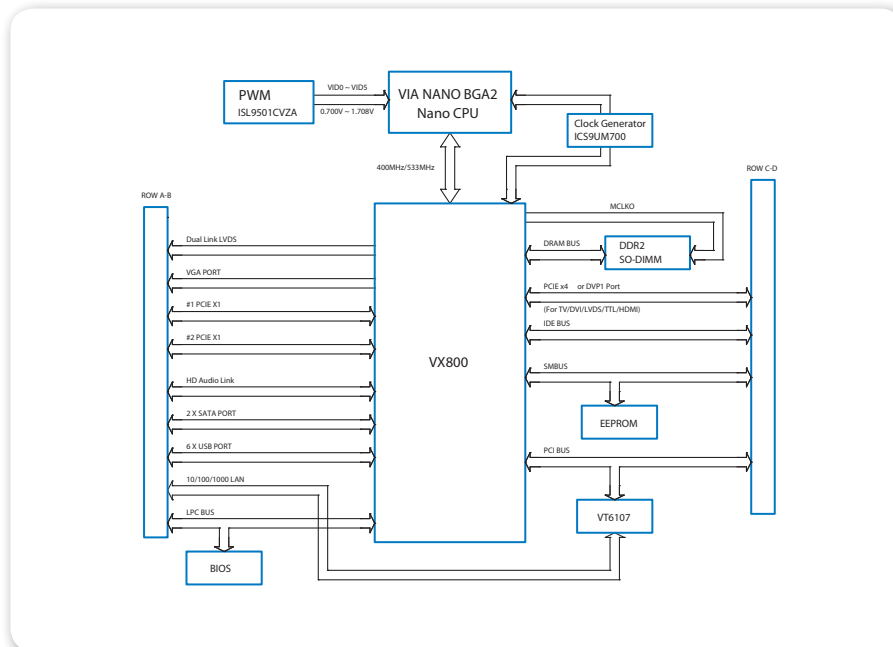 PWM
ISL9501CVZA
VID0 ~ VID5
0.700V ~ 1.708V
VIA NANO BGA2
Nano CPU
Clock Generator
ICS9UM700
400MHz/533MHz
ROW A-B
ROW C-D
MCLKO
Dual Link LVDS
VGA PORT
#1 PCIE X1
#2 PCIE X1
HD Audio Link
2 X SATA PORT
6 X USB PORT
10/100/1000 LAN
LPC BUS
BIOS
VX800
DRAM BUS
DDR2
SO-DIMM
PCIE x4 or DVP1 Port
(For TV/DVI/LVDS/TTL/HDMI)
IDE BUS
SMBUS
EEPROM
PCI BUS
VT6107